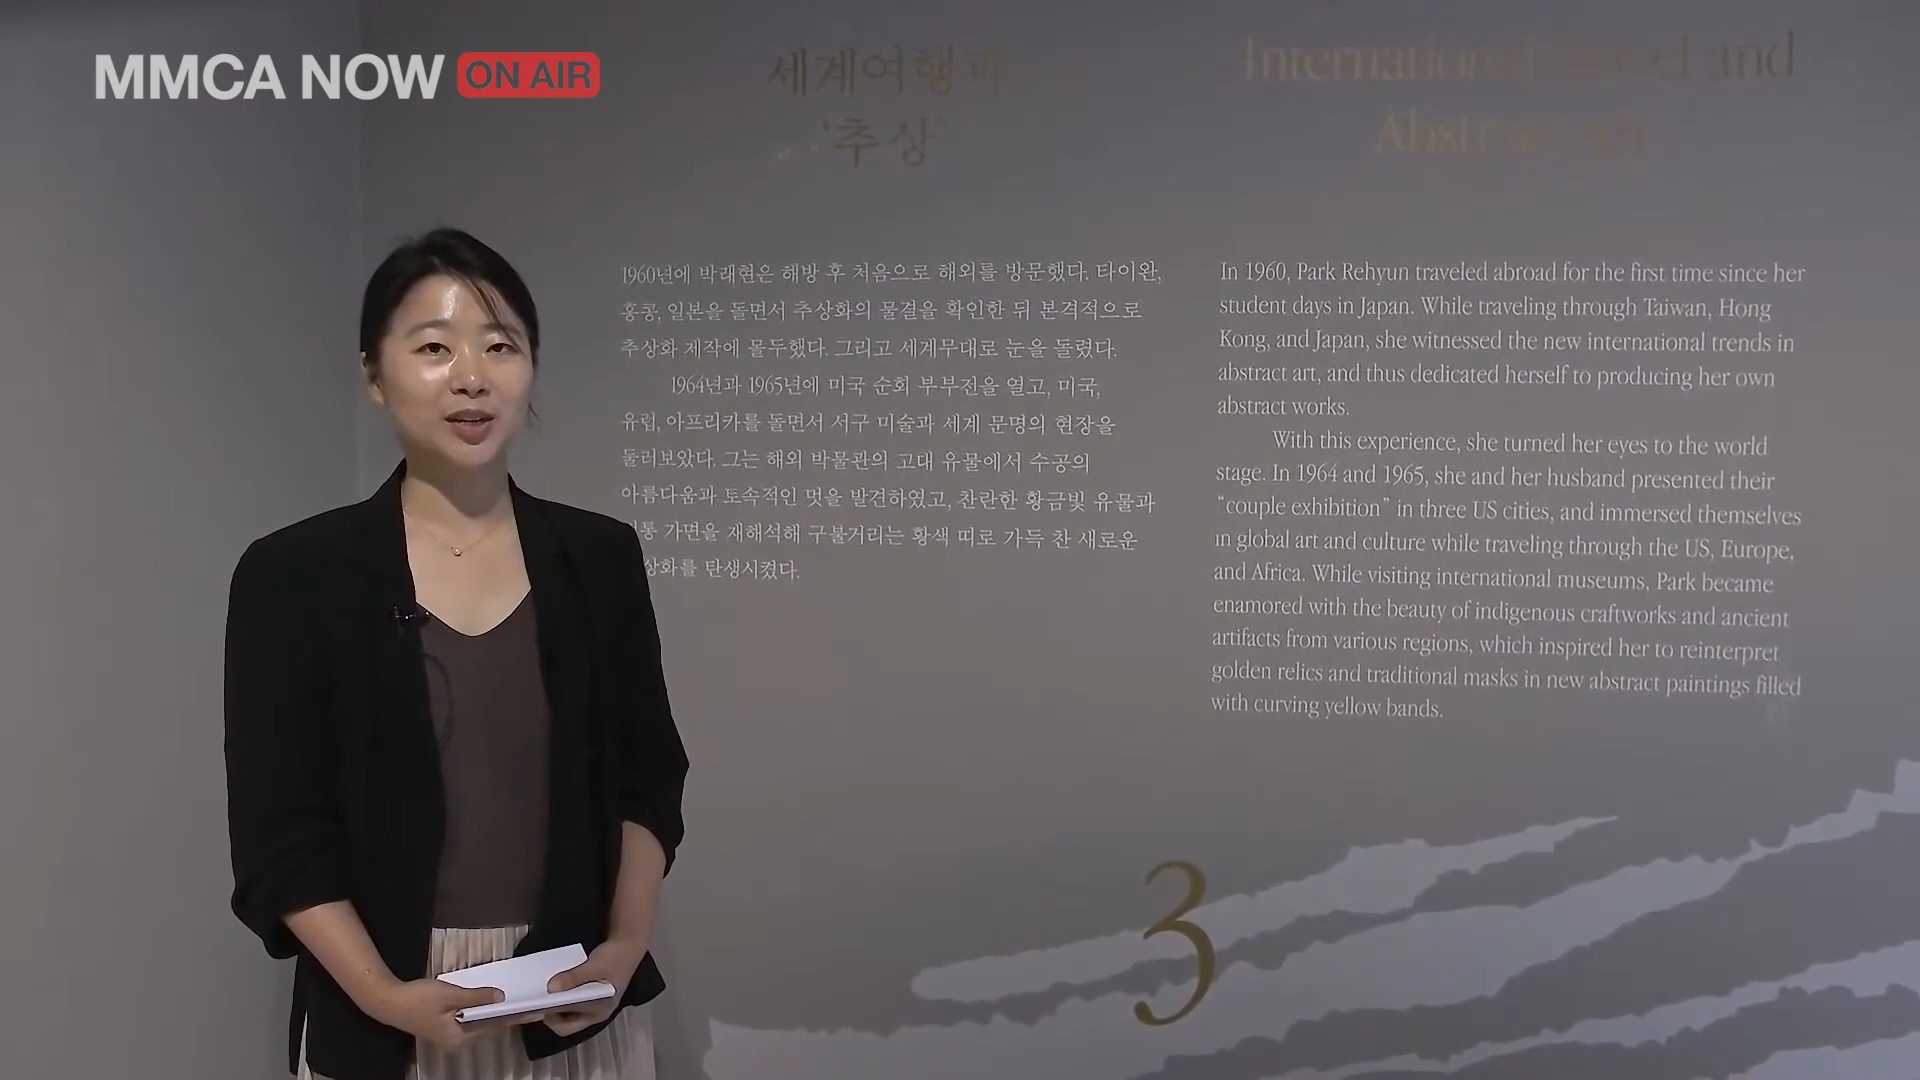 MMCA NOW ON AIR
세계여행과
‘추상’
1960년에 박래현은 해방 후 처음으로 해외를 방문했다. 타이완,
홍콩, 일본을 돌면서 추상화의 물결을 확인한 뒤 본격적으로
추상화 제작에 몰두했다. 그리고 세계무대로 눈을 돌렸다.
1964년과 1965년에 미국 순회 부부전을 열고, 미국,
유럽, 아프리카를 돌면서 서구 미술과 세계 문명의 현장을
둘러보았다. 그는 해외 박물관의 고대 유물에서 수공의
아름다움과 토속적인 멋을 발견하였고, 찬란한 황금빛 유물과
통 가면을 재해석해 구불거리는 황색 띠로 가득 찬 새로운
상화를 탄생시켰다.
International and
Abstract
In 1960, Park Rehyun traveled abroad for the first time since her
student days in Japan. While traveling through Taiwan, Hong
Kong, and Japan, she witnessed the new international trends in
abstract art, and thus dedicated herself to producing her own
abstract works.
With this experience, she turned her eyes to the world
stage. In 1964 and 1965, she and her husband presented their
“couple exhibition” in three US cities, and immersed themselves
in global art and culture while traveling through the US, Europe,
and Africa. While visiting international museums, Park became
enamored with the beauty of indigenous craftworks and ancient
artifacts from various regions, which inspired her to reinterpret
golden relics and traditional masks in new abstract paintings filled
with curving yellow bands.
3